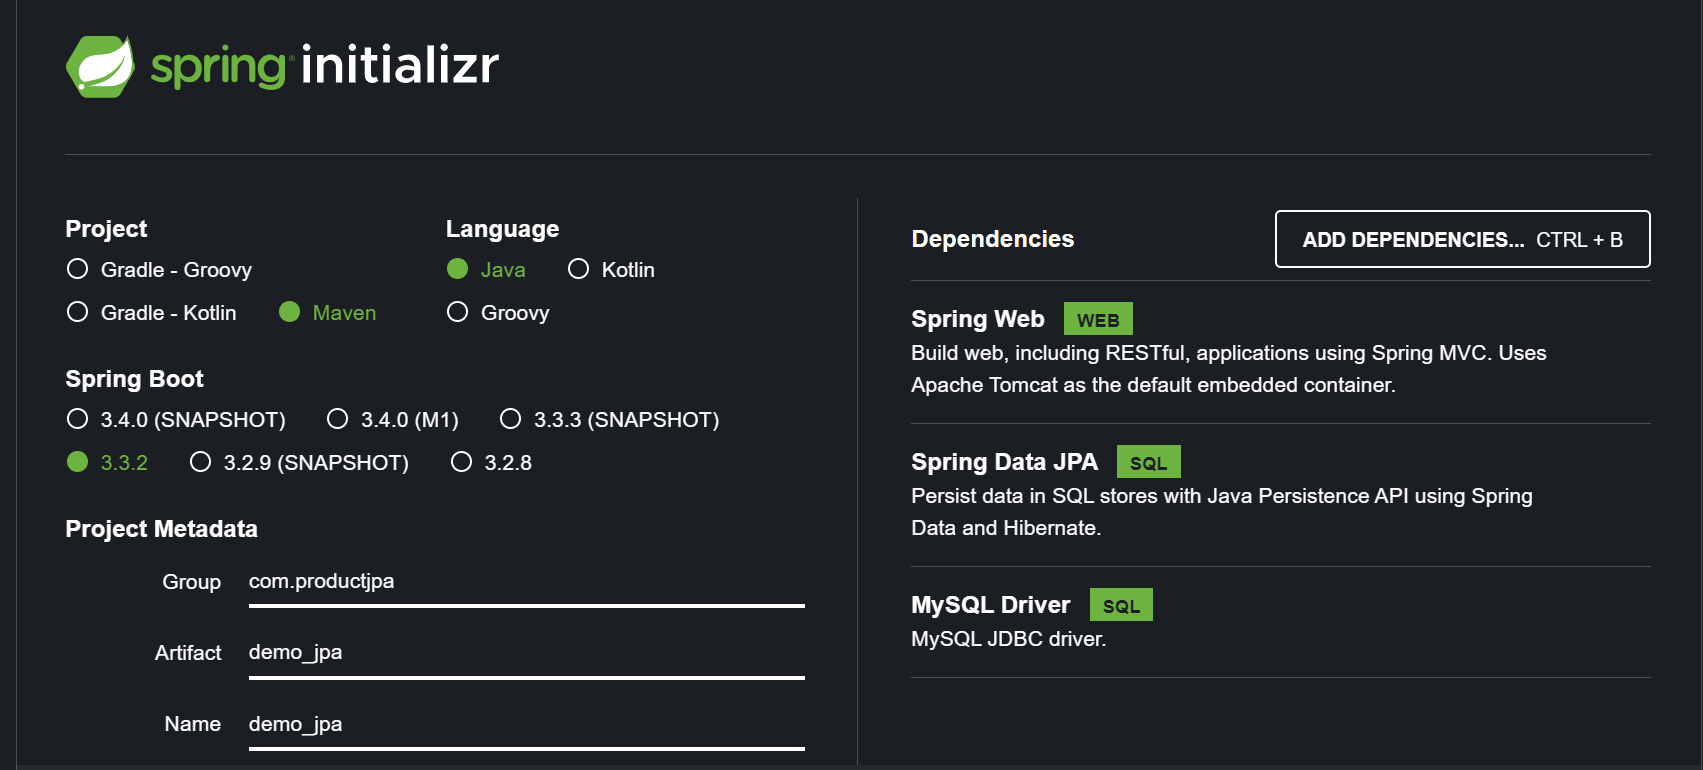 spring initializr
Project
Gradle - Groovy
Gradle - Kotlin Maven
Language
Java Kotlin
Groovy
Spring Boot
3.4.0 (SNAPSHOT) 3.4.0 (M1) 3.3.3 (SNAPSHOT)
3.3.2 3.2.9 (SNAPSHOT) 3.2.8
Project Metadata
Group com.productjpa
Artifact demo_jpa
Name demo_jpa
Dependencies
ADD DEPENDENCIES... CTRL + B
Spring Web WEB
Build web, including RESTful, applications using Spring MVC. Uses
Apache Tomcat as the default embedded container.
Spring Data JPA SQL
Persist data in SQL stores with Java Persistence API using Spring
Data and Hibernate.
MySQL Driver SQL
MySQL JDBC driver.